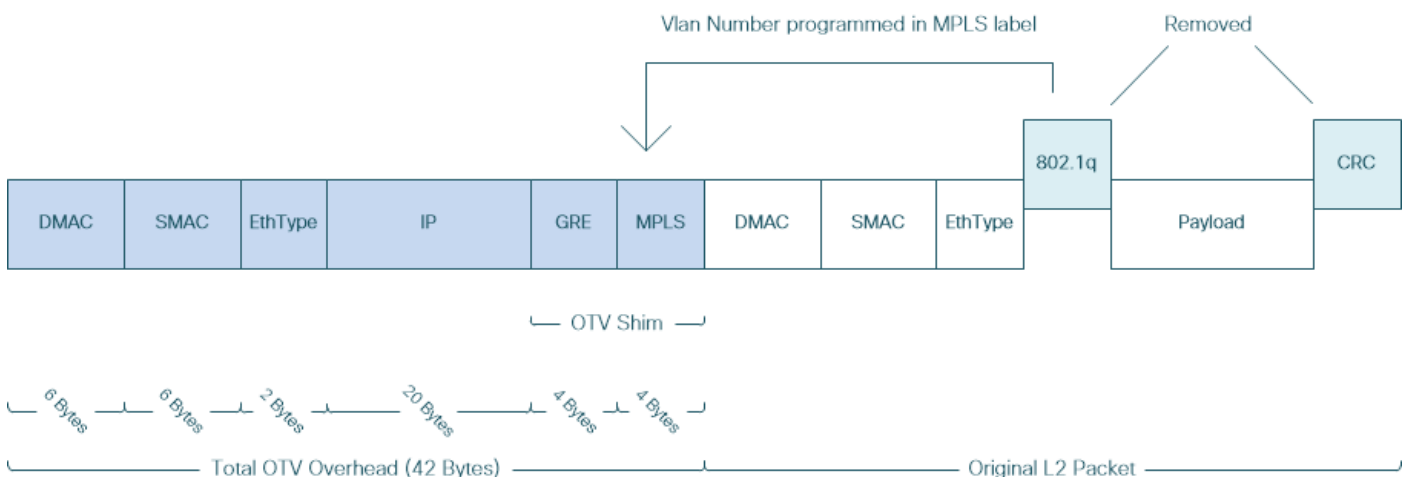 Vlan Number programmed in MPLS label
Removed
802.1q
CRC
DMAC
SMAC
EthType
IP
GRE
MPLS
DMAC
SMAC
EthType
Payload
OTV Shim
6 Bytes
6 Bytes
2 Bytes
20 Bytes
4 Bytes
4 Bytes
Total OTV Overhead (42 Bytes)
Original L2 Packet